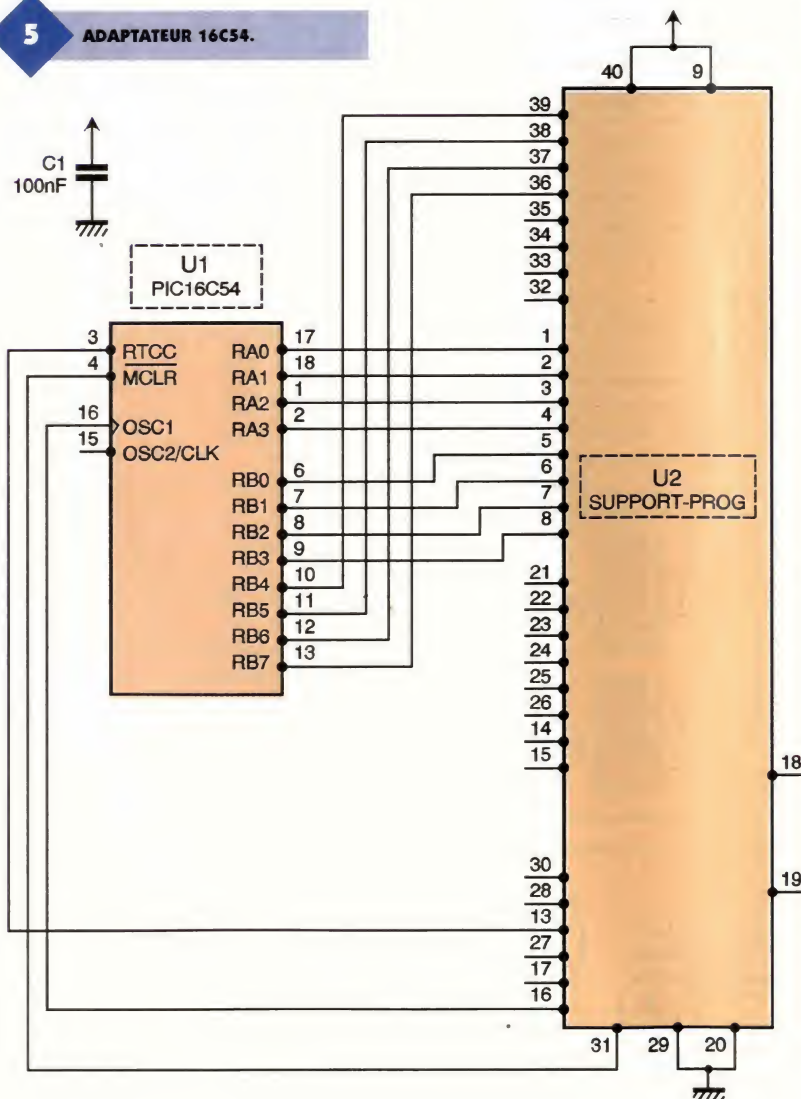 5 ADAPTATEUR 16C54.
C1
100nF
U1
PIC16C54
3 RTCC RA0 17
4 MCLR RA1 18
RA2 1
16 OSC1 RA3 2
15 OSC2/CLK
RB0 6
RB1 7
RB2 8
RB3 9
RB4 10
RB5 11
RB6 12
RB7 13
40 9
39
38
37
36
35
34
33
32
1
2
3
4
5
6
7
8
U2
SUPPORT-PROG
21
22
23
24
25
26
14
15
18
30
19
28
13
27
17
16
31 29 20